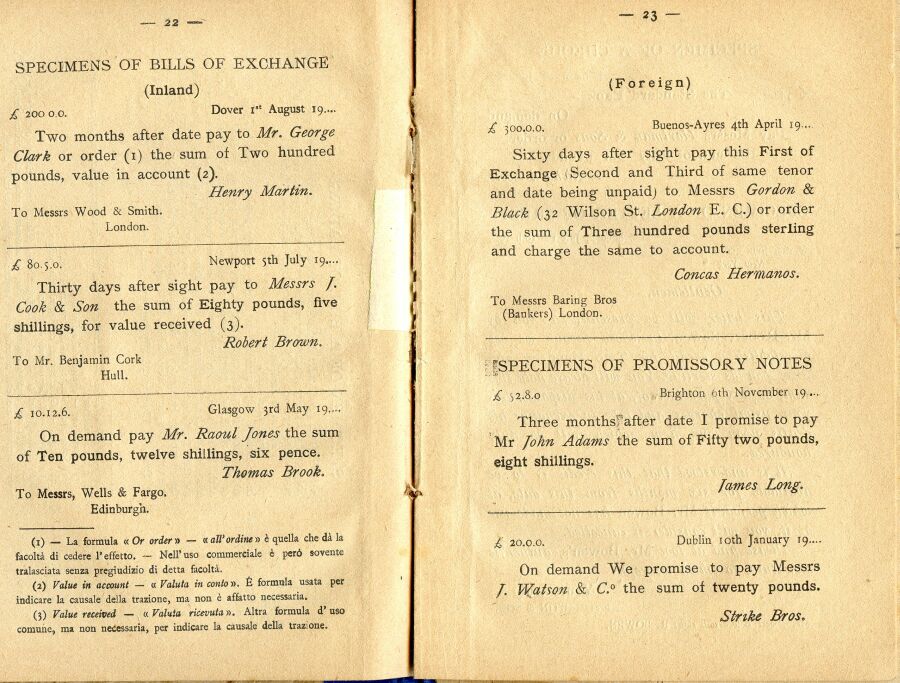 — 22 —
SPECIMENS OF BILLS OF EXCHANGE
(Inland)
£ 200 0.0. Dover 1st August 19....
Two months after date pay to Mr. George
Clark or order (1) the sum of Two hundred
pounds, value in account (2).
Henry Martin.
To Messrs Wood & Smith.
London.
£ 80.5.0. Newport 5th July 19....
Thirty days after sight pay to Messrs J.
Cook & Son the sum of Eighty pounds, five
shillings, for value received (3).
Robert Brown.
To Mr. Benjamin Cork
Hull.
£ 10.12.6. Glasgow 3rd May 19....
On demand pay Mr. Raoul Jones the sum
of Ten pounds, twelve shillings, six pence.
Thomas Brook.
To Messrs, Wells & Fargo.
Edinburgh.
(1) — La formula « Or order » — « all'ordine » è quella che dà la
facoltà di cedere l'effetto. — Nell'uso commerciale è però sovente
tralasciata senza pregiudizio di detta facoltà.
(2) Value in account — « Valuta in conto ». È formula usata per
indicare la causale della trazione, ma non è affatto necessaria.
(3) Value received — « Valuta ricevuta ». Altra formula d'uso
comune, ma non necessaria, per indicare la causale della trazione.
— 23 —
(Foreign)
£ 300.0.0. Buenos-Ayres 4th April 19...
Sixty days after sight pay this First of
Exchange (Second and Third of same tenor
and date being unpaid) to Messrs Gordon &
Black (32 Wilson St. London E. C.) or order
the sum of Three hundred pounds sterling
and charge the same to account.
Concas Hermanos.
To Messrs Baring Bros
(Bankers) London.
SPECIMENS OF PROMISSORY NOTES
£ 52.8.0 Brighton 6th November 19....
Three months after date I promise to pay
Mr John Adams the sum of Fifty two pounds,
eight shillings.
James Long.
£ 20.0.0. Dublin 10th January 19....
On demand We promise to pay Messrs
J. Watson & C.º the sum of twenty pounds.
Strike Bros.